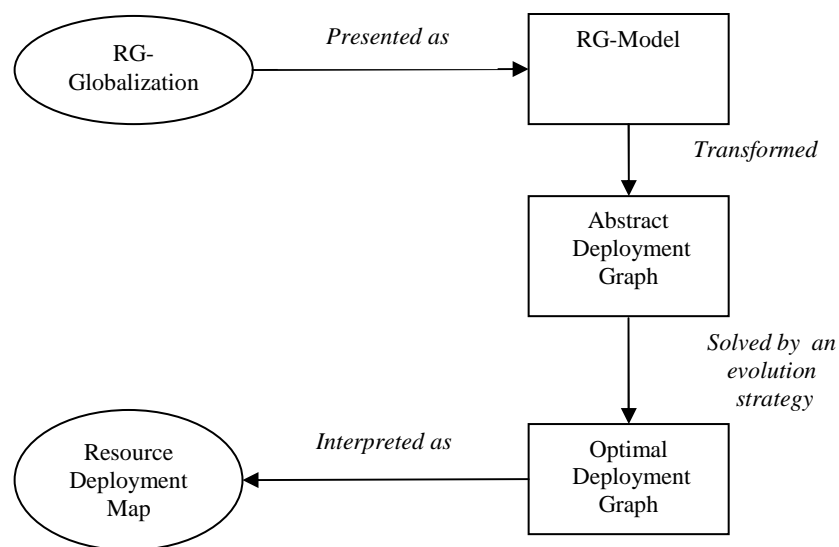 RG-
Globalization
Presented as
RG-Model
Transformed
Abstract
Deployment
Graph
Solved by an
evolution
strategy
Optimal
Deployment
Graph
Interpreted as
Resource
Deployment
Map